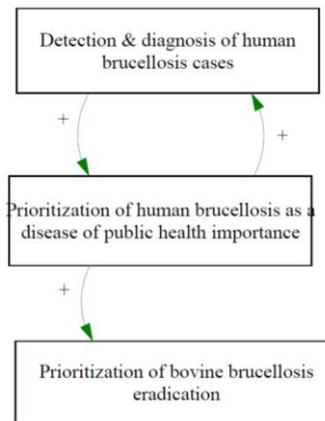 Detection & diagnosis of human
brucellosis cases
+
+
Prioritization of human brucellosis as a
disease of public health importance
+
Prioritization of bovine brucellosis
eradication